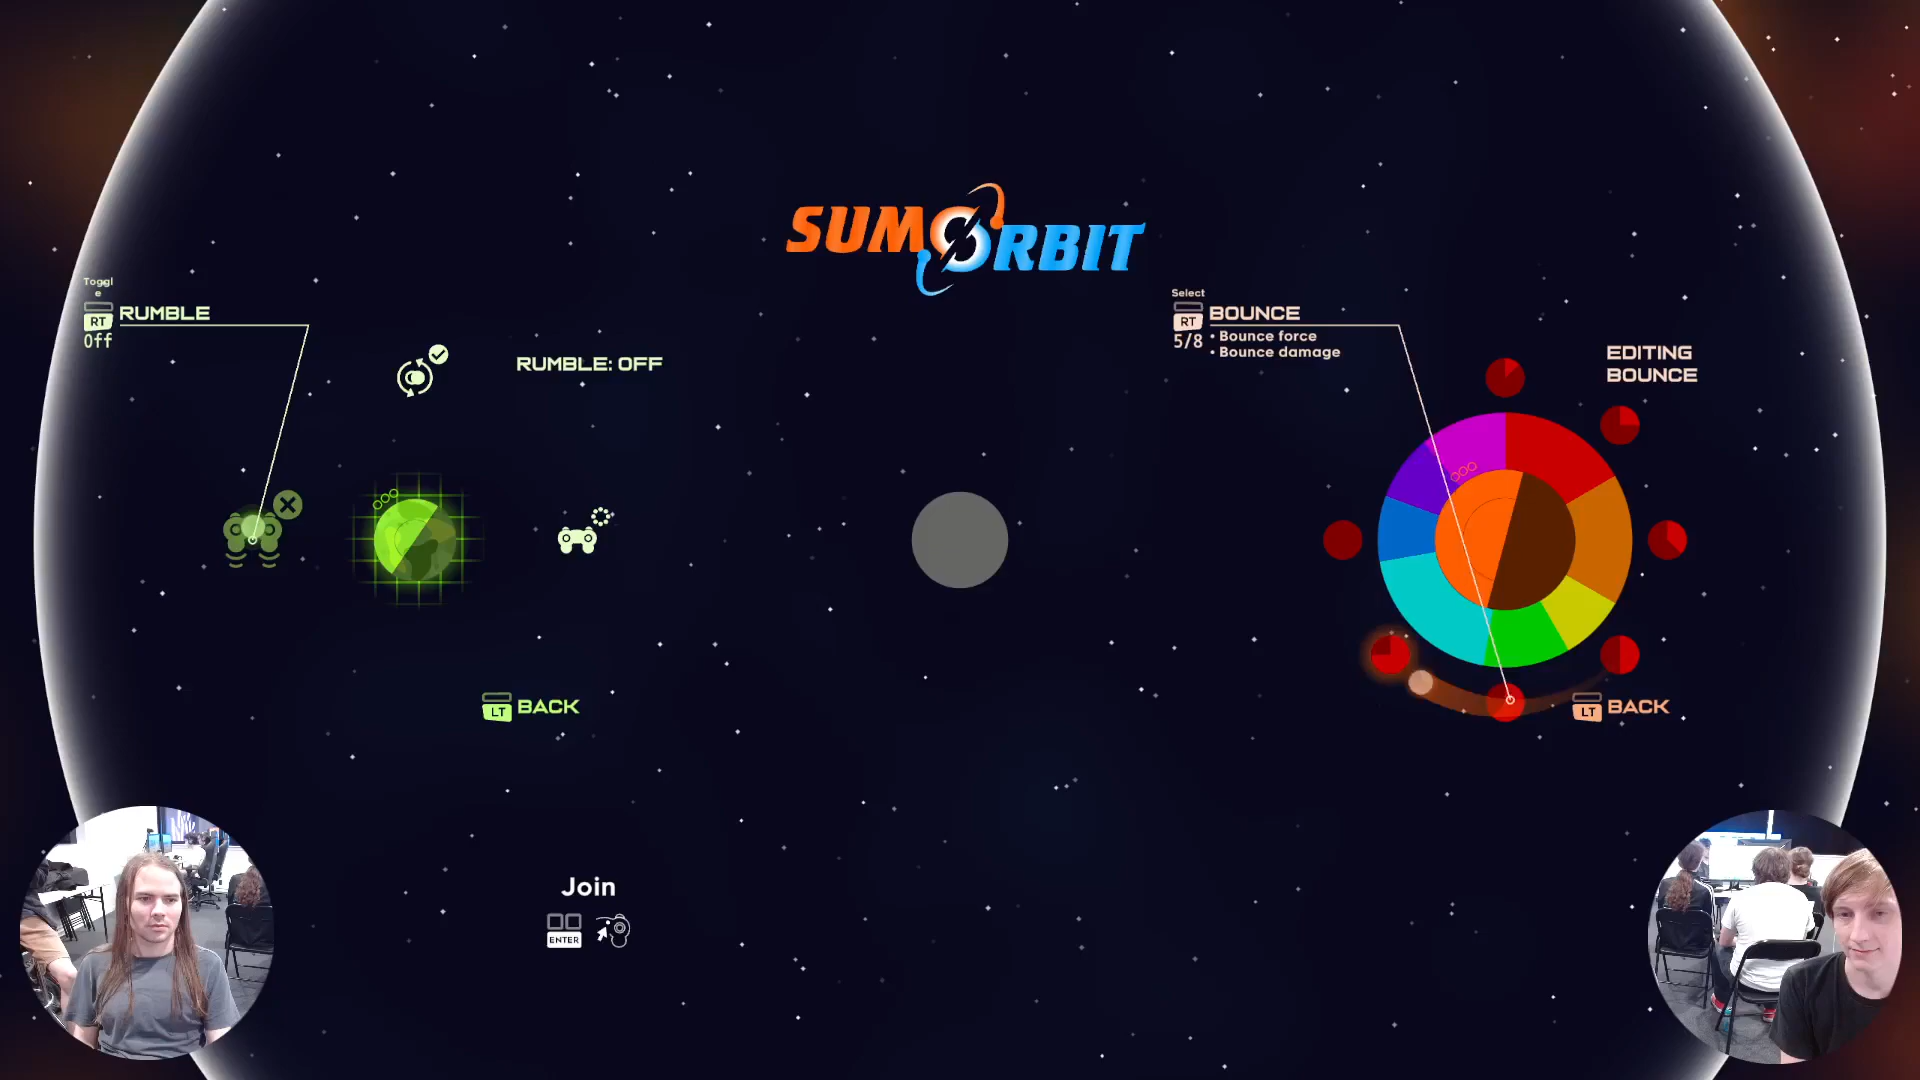 SUMORBIT
Toggl
e
RT
RUMBLE
Off
RUMBLE: OFF
LT
BACK
Select
RT
BOUNCE
5/8
• Bounce force
• Bounce damage
EDITING
BOUNCE
LT
BACK
Join
ENTER